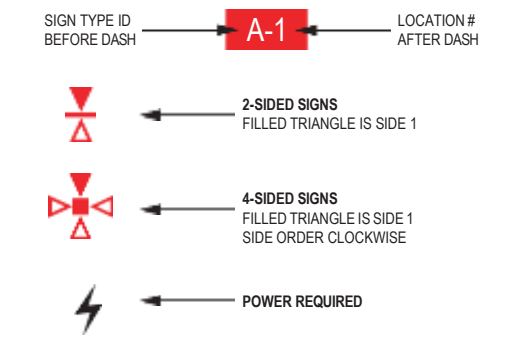 SIGN TYPE ID
BEFORE DASH
A-1
LOCATION #
AFTER DASH
2-SIDED SIGNS
FILLED TRIANGLE IS SIDE 1
4-SIDED SIGNS
FILLED TRIANGLE IS SIDE 1
SIDE ORDER CLOCKWISE
POWER REQUIRED